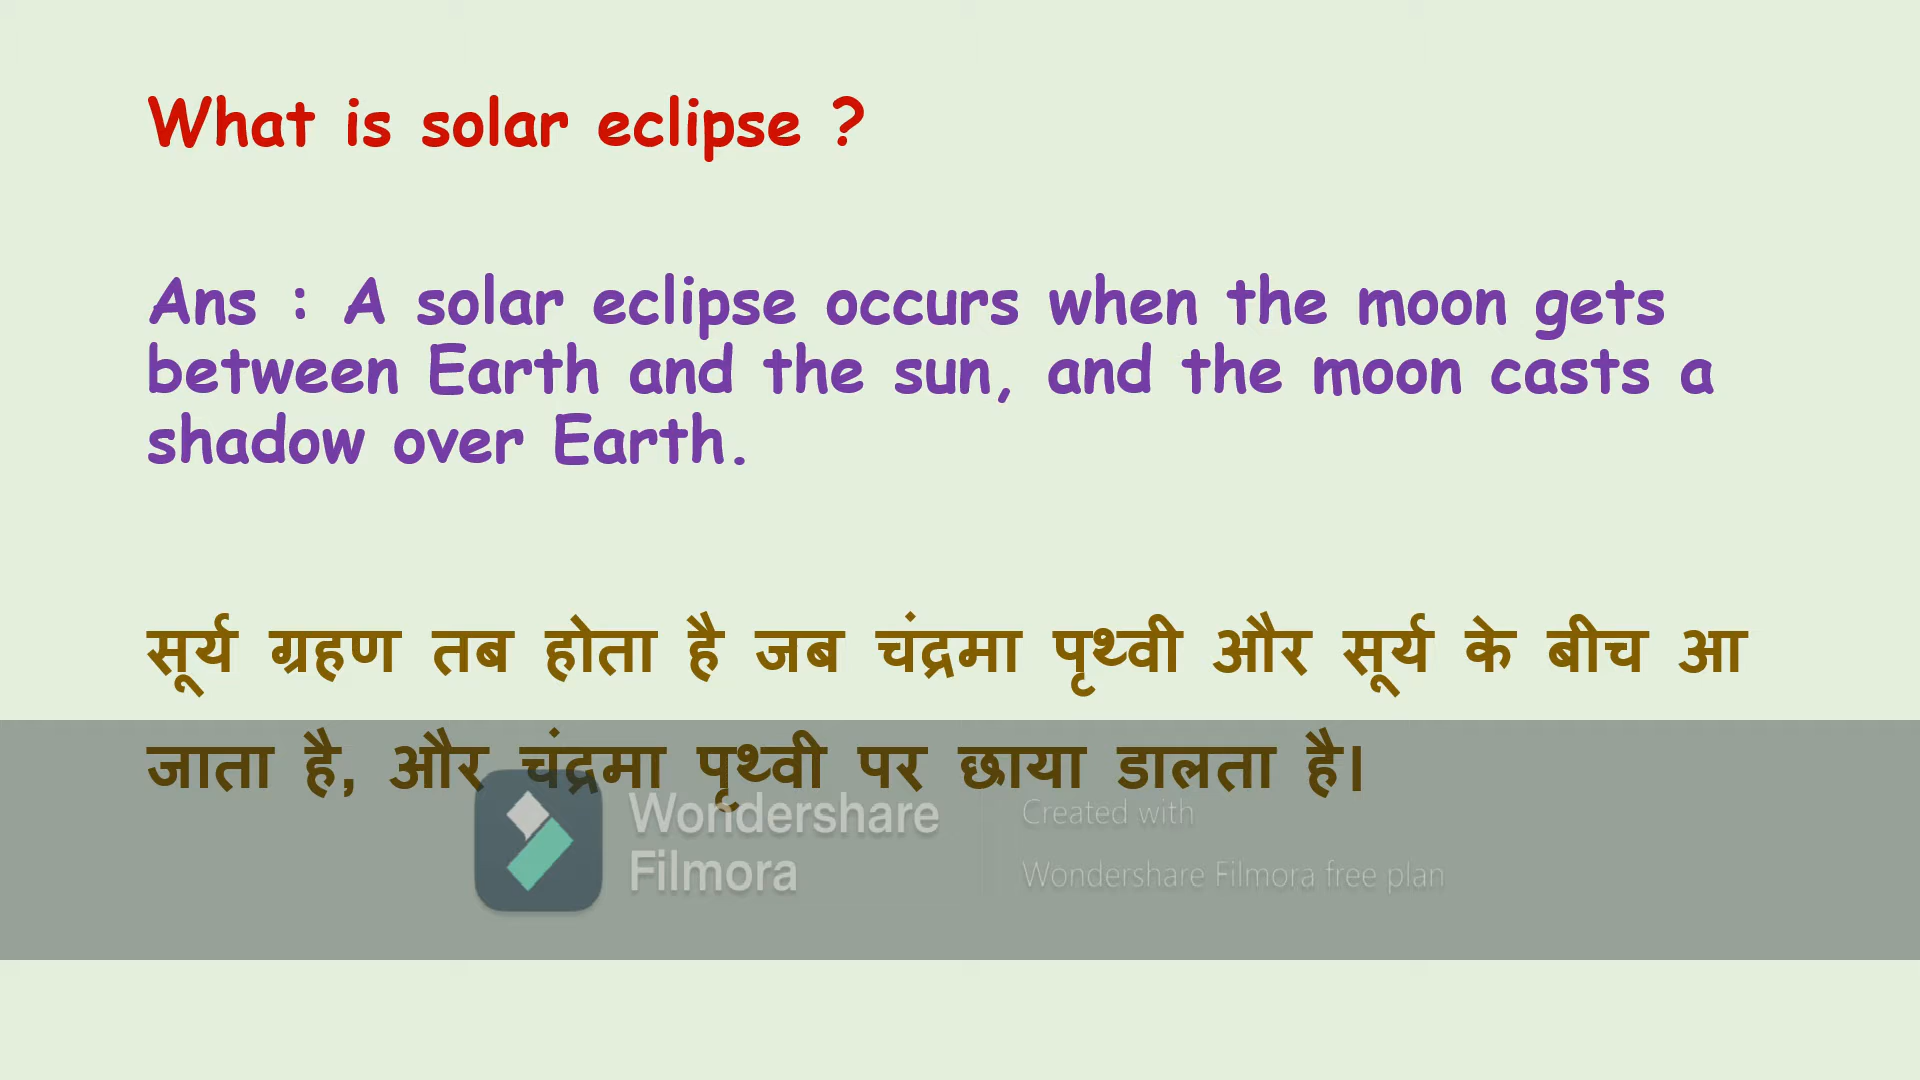 What is solar eclipse ?
Ans : A solar eclipse occurs when the moon gets
between Earth and the sun, and the moon casts a
shadow over Earth.
सूर्य ग्रहण तब होता है जब चंद्रमा पृथ्वी और सूर्य के बीच आ
जाता है, और चंद्रमा पृथ्वी पर छाया डालता है।
Wondershare
Filmora
Created with
Wondershare Filmora free plan